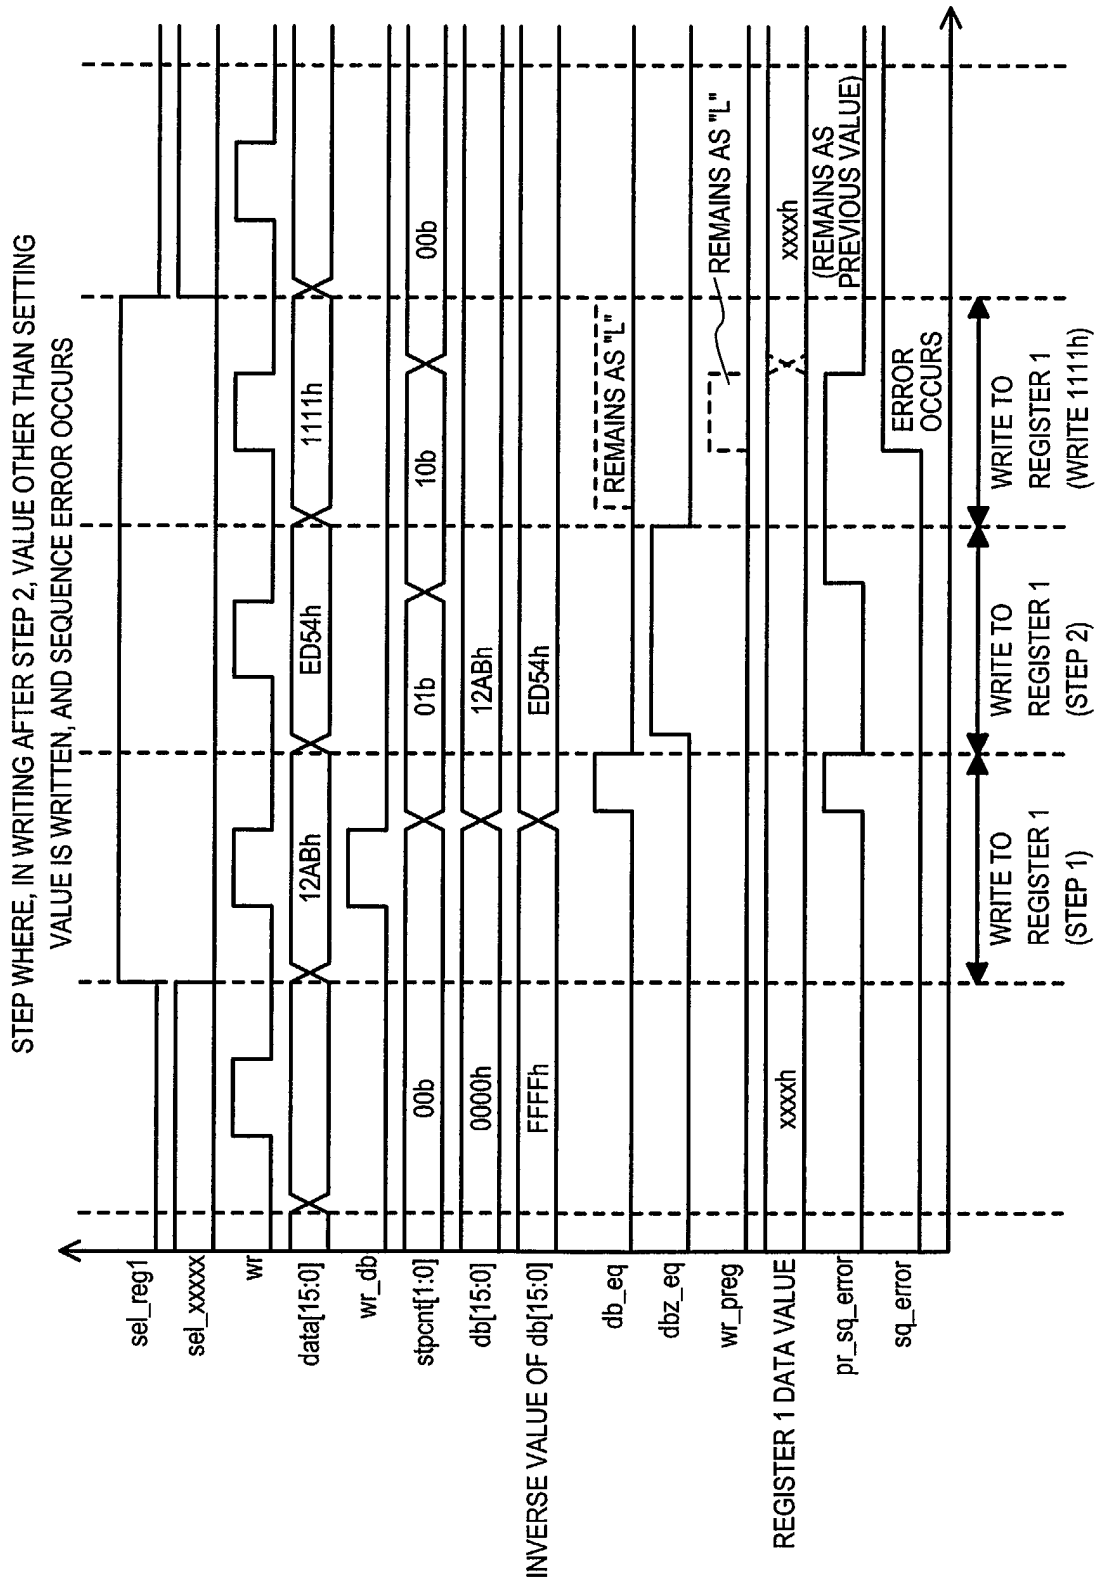 STEP WHERE, IN WRITING AFTER STEP 2, VALUE OTHER THAN SETTING
VALUE IS WRITTEN, AND SEQUENCE ERROR OCCURS
sel_reg1
sel_xxxxx
wr
data[15:0]
12ABh
ED54h
1111h
wr_db
stpcnt[1:0]
00b
01b
10b
00b
db[15:0]
0000h
12ABh
INVERSE VALUE OF db[15:0]
FFFFh
ED54h
db_eq
REMAINS AS "L"
dbz_eq
wr_preg
REMAINS AS "L"
REGISTER 1 DATA VALUE
xxxxh
xxxxh
(REMAINS AS
PREVIOUS VALUE)
pr_sq_error
sq_error
ERROR
OCCURS
WRITE TO
REGISTER 1
(STEP 1)
WRITE TO
REGISTER 1
(STEP 2)
WRITE TO
REGISTER 1
(WRITE 1111h)